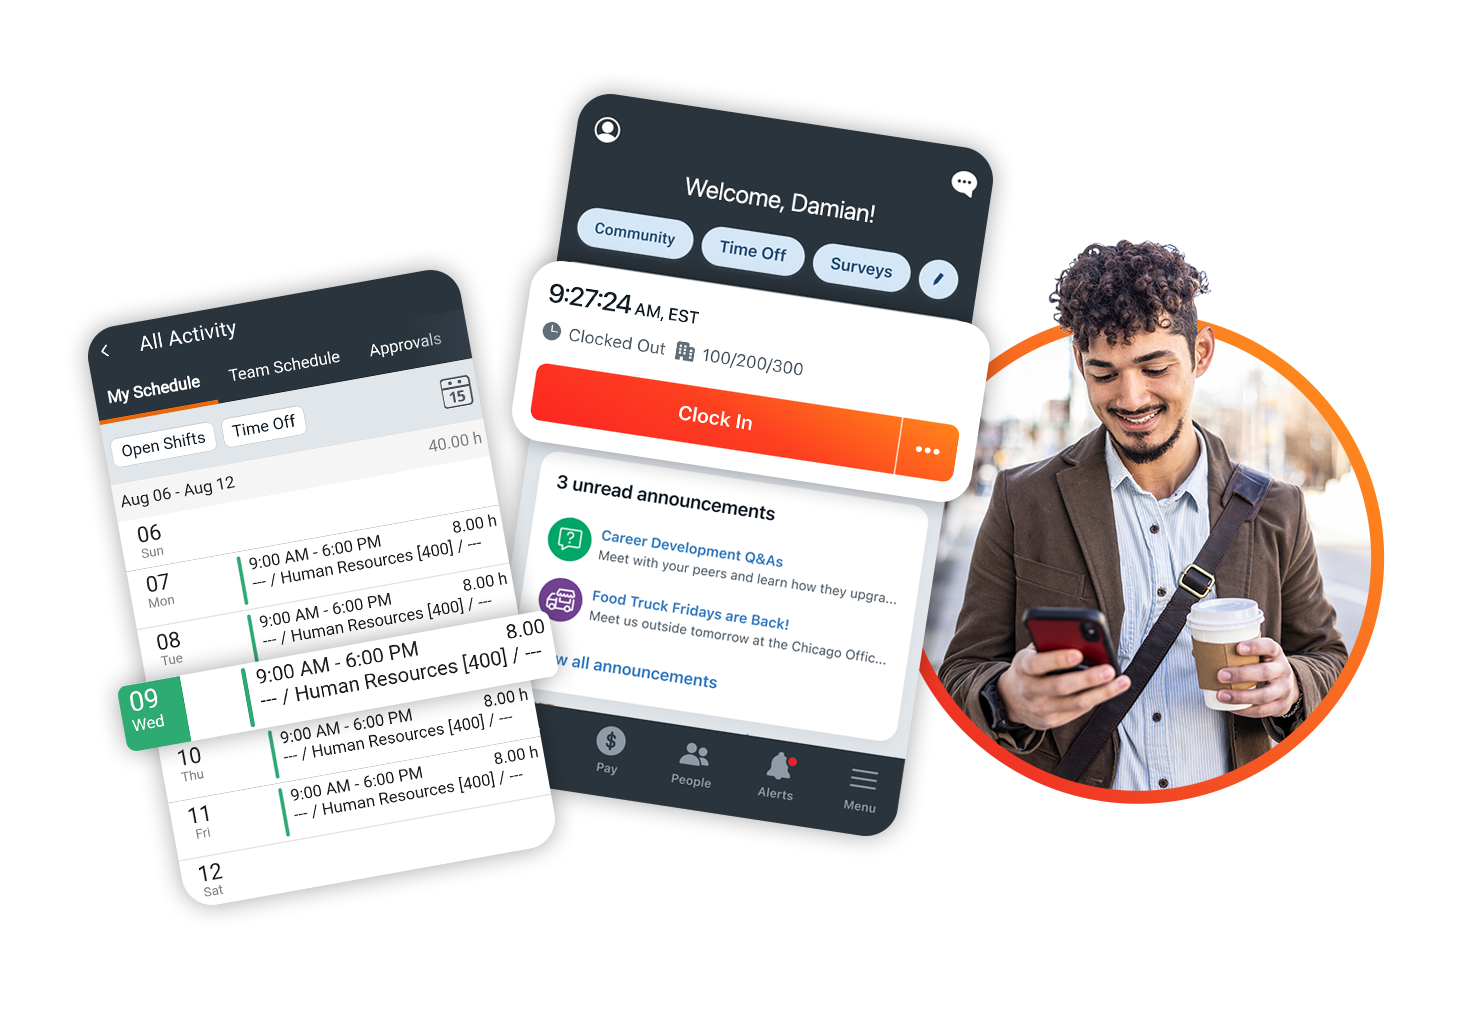 All Activity
My Schedule
Team Schedule
Approvals
Open Shifts
Time Off
15
Aug 06 - Aug 12
40.00 h
06
Sun
07
Mon
9:00 AM - 6:00 PM
8.00 h
--- / Human Resources [400] / ---
08
Tue
9:00 AM - 6:00 PM
8.00 h
--- / Human Resources [400] / ---
09
Wed
9:00 AM - 6:00 PM
8.00
--- / Human Resources [400] / ---
10
Thu
9:00 AM - 6:00 PM
8.00 h
--- / Human Resources [400] / ---
11
Fri
9:00 AM - 6:00 PM
8.00 h
--- / Human Resources [400] / ---
12
Sat
Welcome, Damian!
Community
Time Off
Surveys
9:27:24 AM, EST
Clocked Out
100/200/300
Clock In
3 unread announcements
Career Development Q&As
Meet with your peers and learn how they upgra...
Food Truck Fridays are Back!
Meet us outside tomorrow at the Chicago Offic...
w all announcements
Pay
People
Alerts
Menu